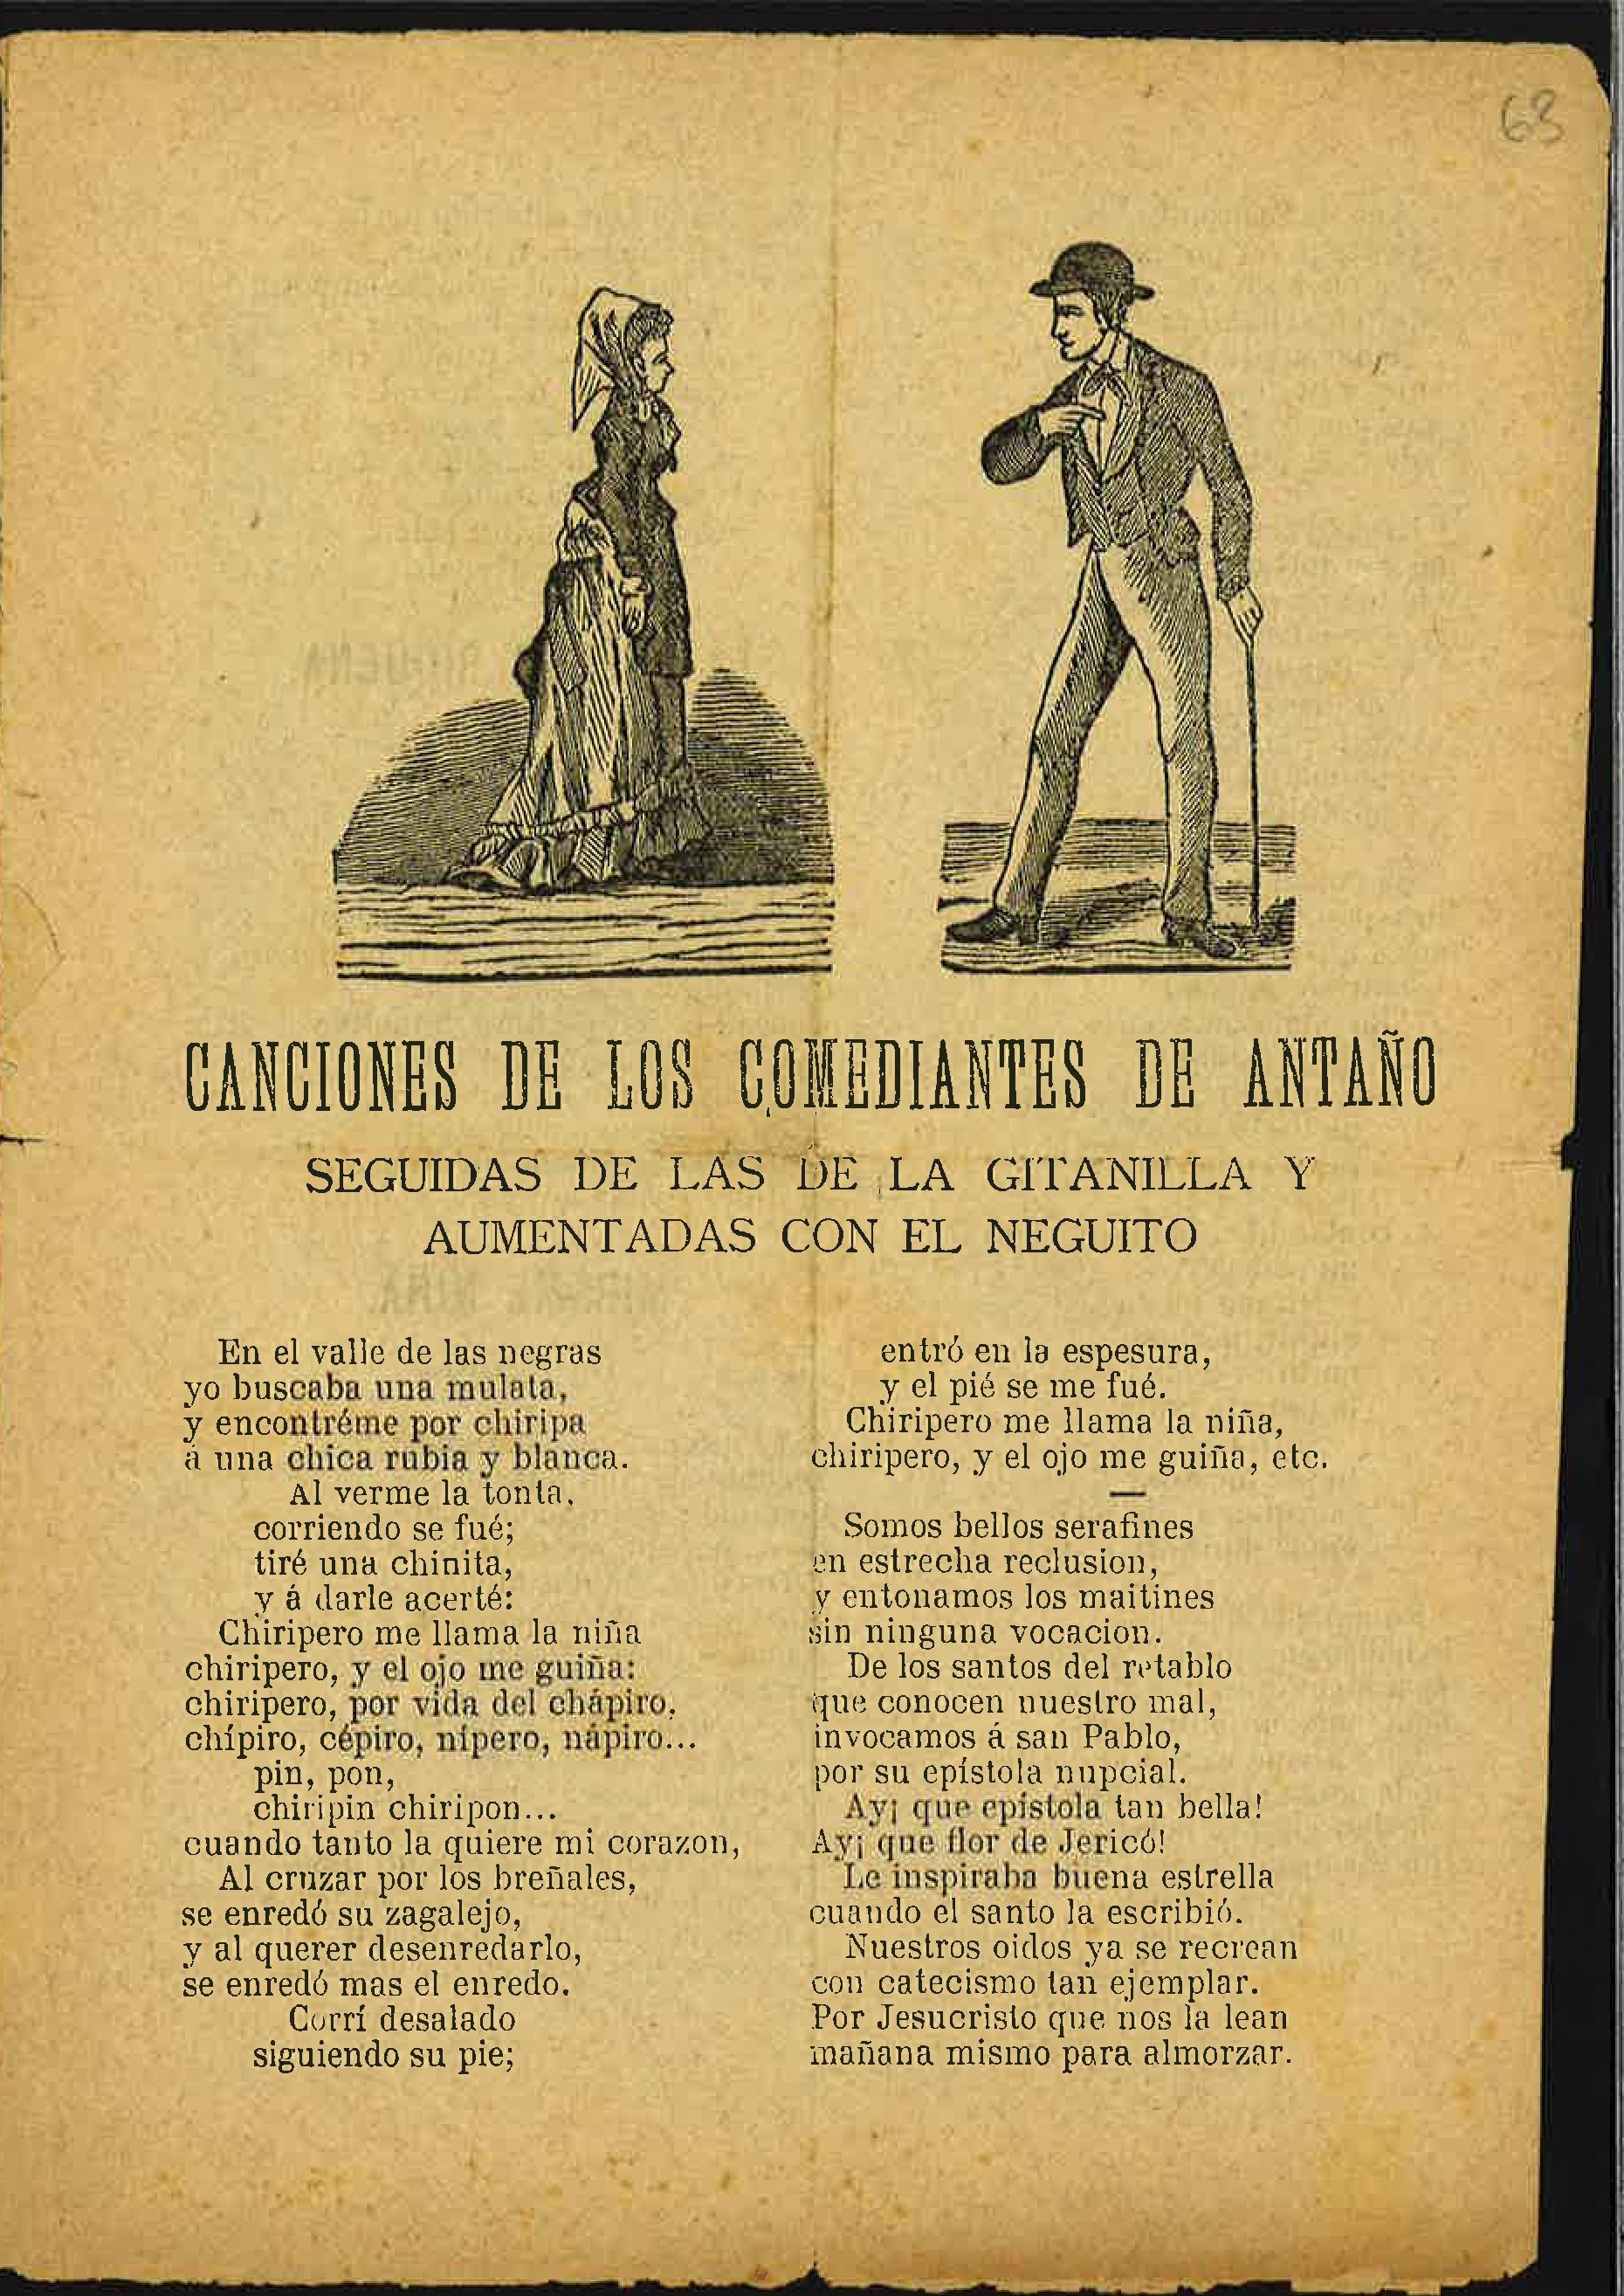 63
CANCIONES DE LOS COMEDIANTES DE ANTAÑO
SEGUIDAS DE LAS DE LA GITANILLA Y
AUMENTADAS CON EL NEGUITO
En el valle de las negras
yo buscaba una mulata,
y encontréme por chiripa
á una chica rubia y blanca.
Al verme la tonta,
corriendo se fué;
tiré una chinita,
y á darle acerté:
Chiripero me llama la niña
chiripero, y el ojo me guiña:
chiripero, por vida del chápiro,
chípiro, cépiro, nípero, nápiro...
pin, pon,
chiripin chiripon...
cuando tanto la quiere mi corazon,
Al cruzar por los breñales,
se enredó su zagalejo,
y al querer desenredarlo,
se enredó mas el enredo.
Corrí desalado
siguiendo su pie;
entró en la espesura,
y el pié se me fué.
Chiripero me llama la niña,
chiripero, y el ojo me guiña, etc.
Somos bellos serafines
en estrecha reclusion,
y entonamos los maitines
sin ninguna vocacion.
De los santos del retablo
que conocen nuestro mal,
invocamos á san Pablo,
por su epístola nupcial.
Ay¡ que epistola tan bella!
Ay¡ que flor de Jericó!
Le inspiraba buena estrella
cuando el santo la escribió.
Nuestros oidos ya se recrean
con catecismo tan ejemplar.
Por Jesucristo que nos la lean
mañana mismo para almorzar.